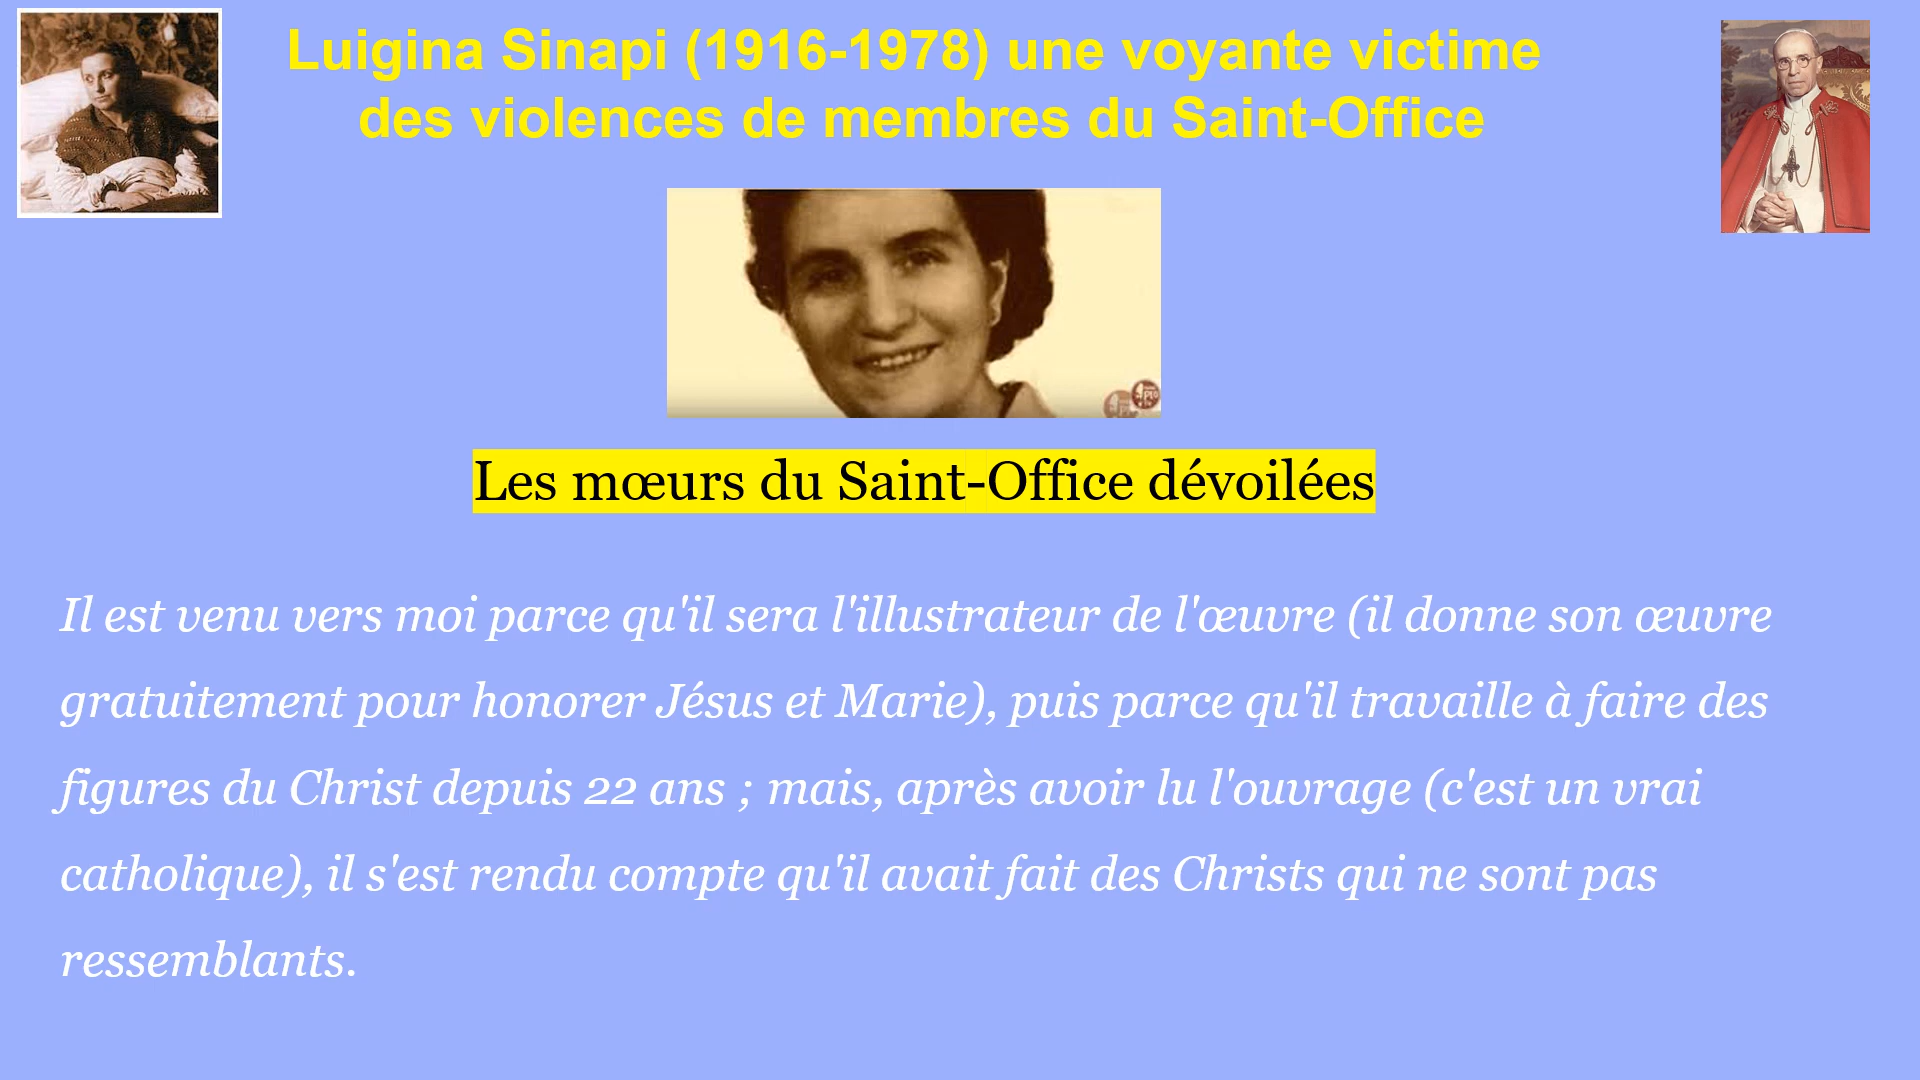 Luigina Sinapi (1916-1978) une voyante victime
des violences de membres du Saint-Office
Les mœurs du Saint-Office dévoilées
Il est venu vers moi parce qu'il sera l'illustrateur de l'œuvre (il donne son œuvre
gratuitement pour honorer Jésus et Marie), puis parce qu'il travaille à faire des
figures du Christ depuis 22 ans ; mais, après avoir lu l'ouvrage (c'est un vrai
catholique), il s'est rendu compte qu'il avait fait des Christs qui ne sont pas
ressemblants.